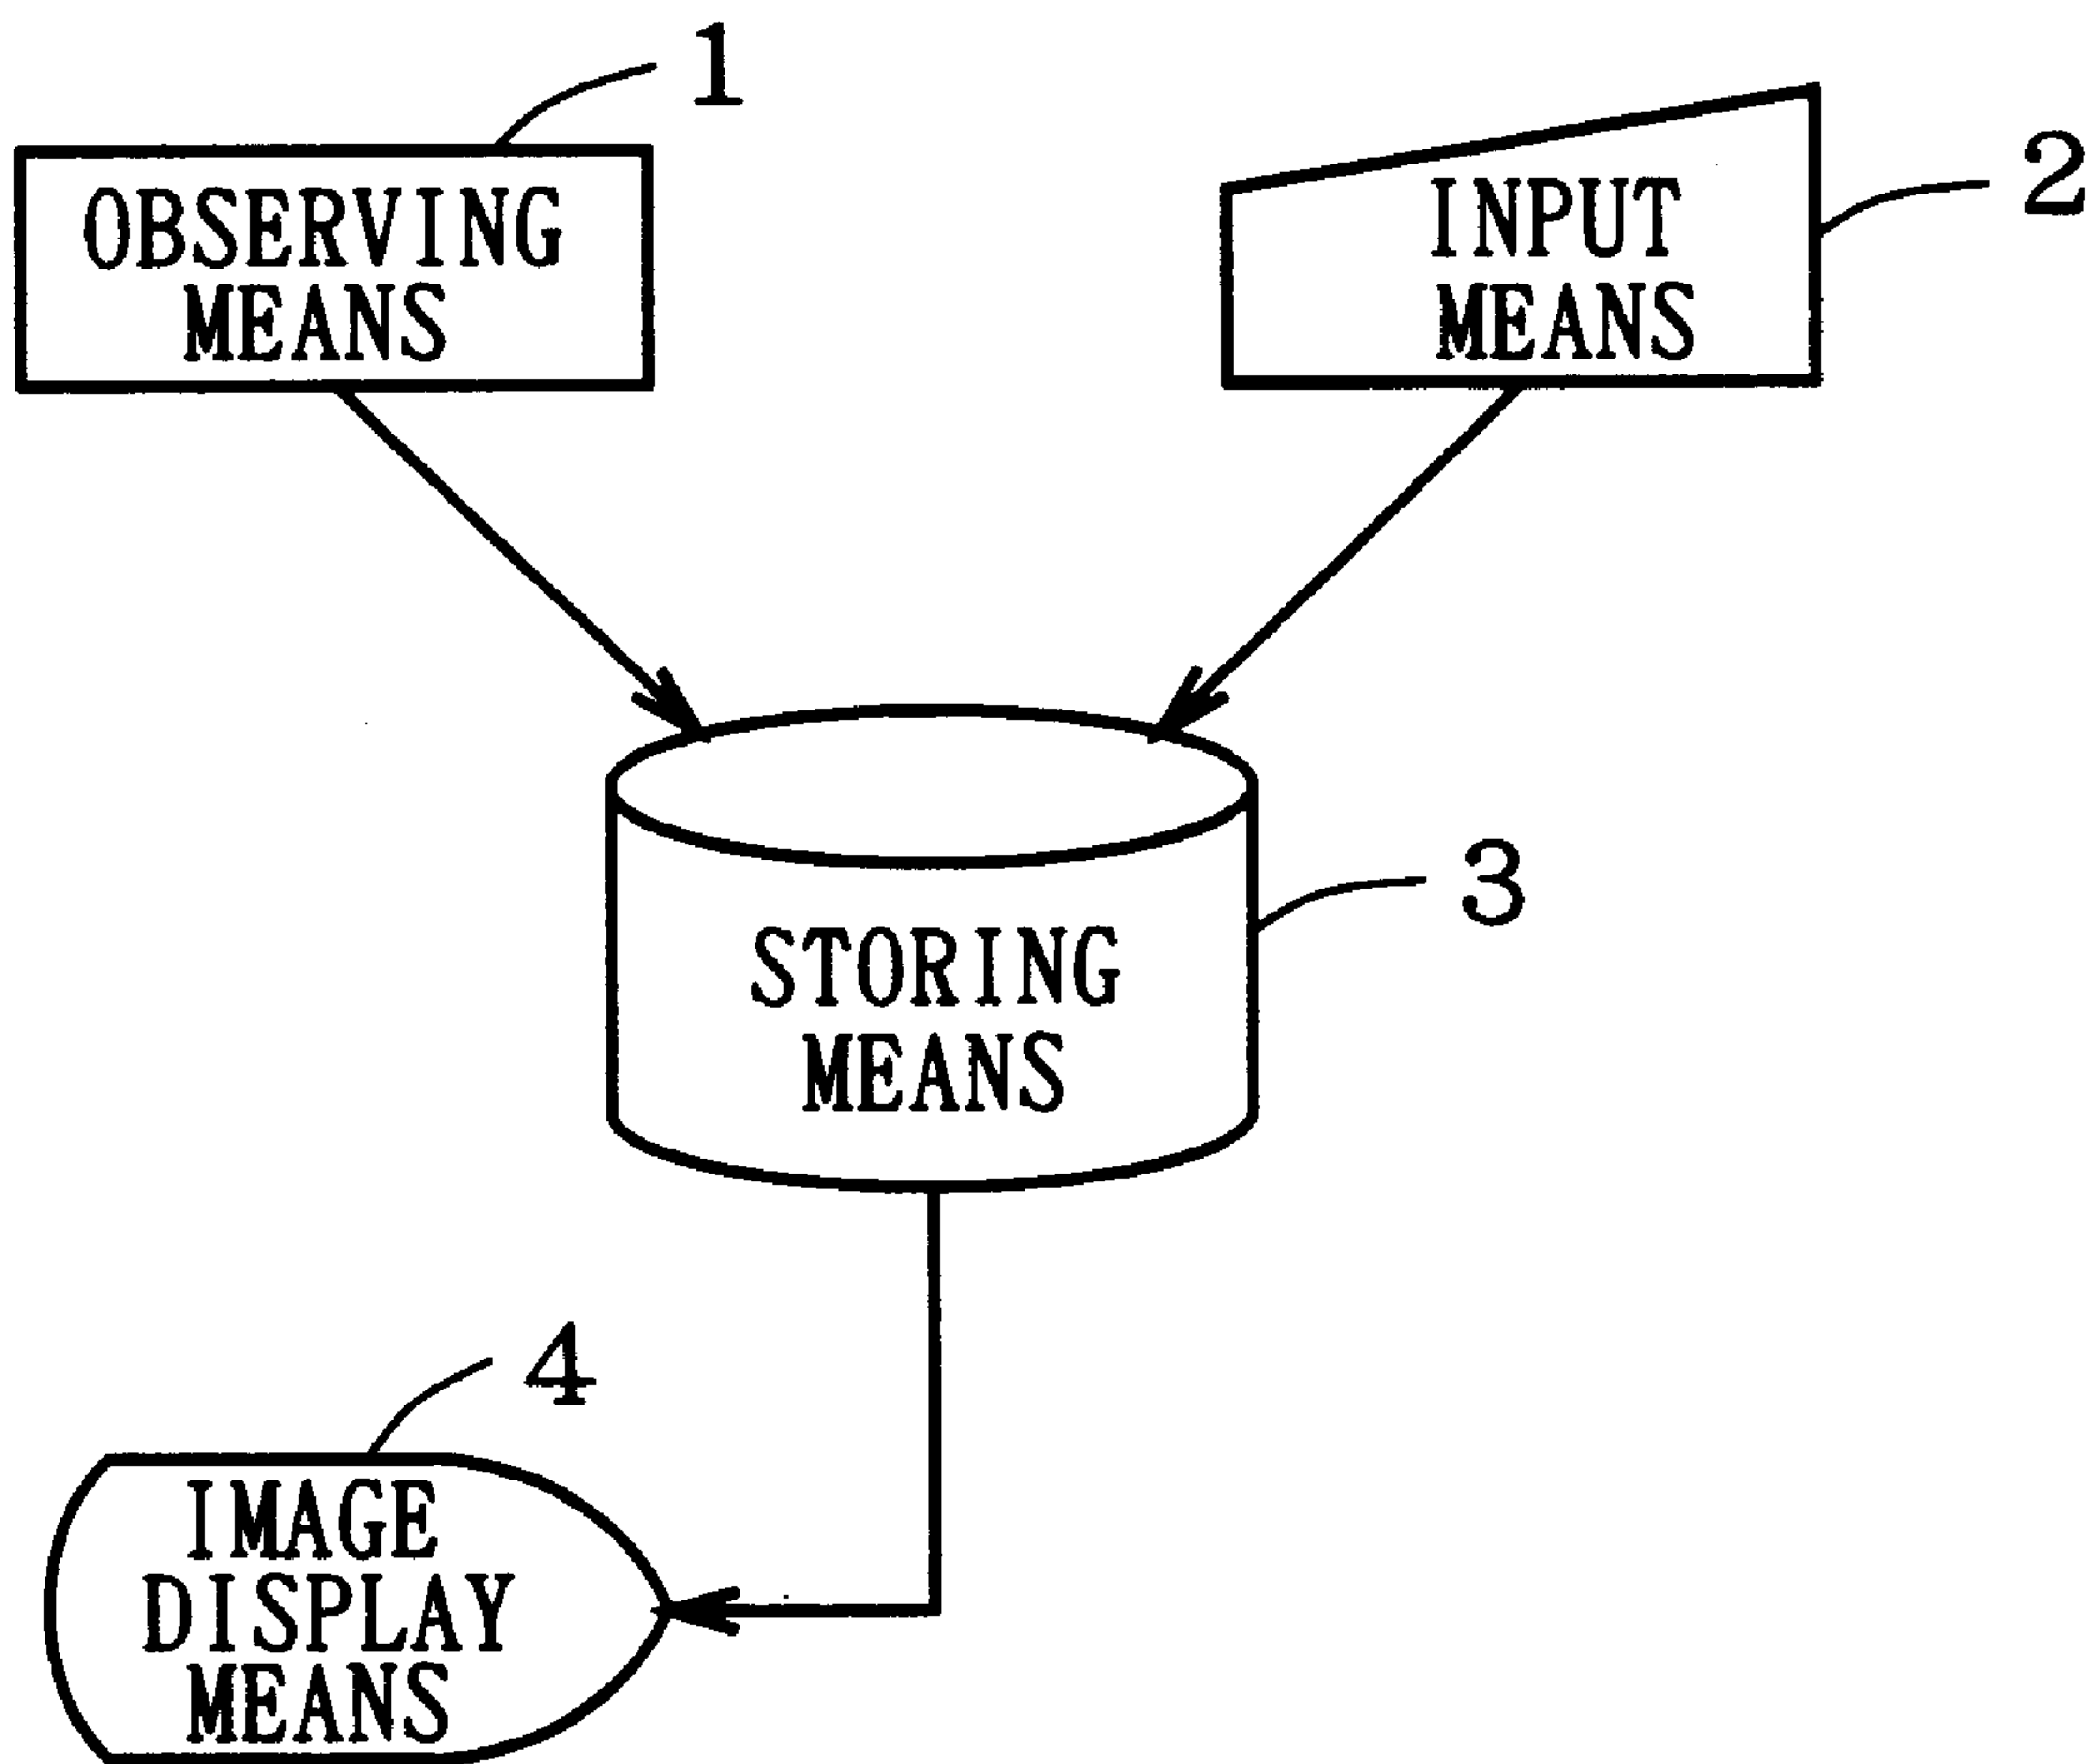 1
OBSERVING
MEANS
2
INPUT
MEANS
3
STORING
MEANS
4
IMAGE
DISPLAY
MEANS